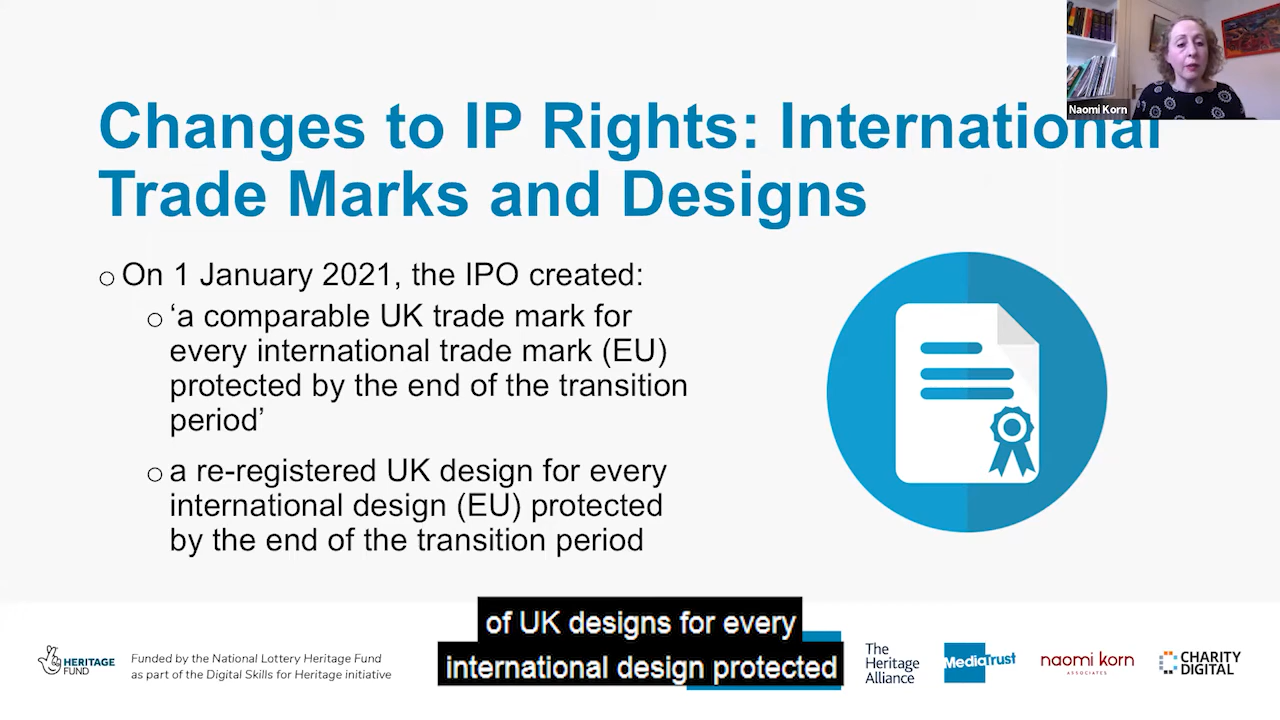 Naomi Korn
Changes to IP Rights: International
Trade Marks and Designs
On 1 January 2021, the IPO created:
‘a comparable UK trade mark for
every international trade mark (EU)
protected by the end of the transition
period’
a re-registered UK design for every
international design (EU) protected
by the end of the transition period
of UK designs for every
international design protected
HERITAGE
FUND
Funded by the National Lottery Heritage Fund
as part of the Digital Skills for Heritage initiative
The
Heritage
Alliance
MediaTrust
naomi korn
ASSOCIATES
CHARITY
DIGITAL